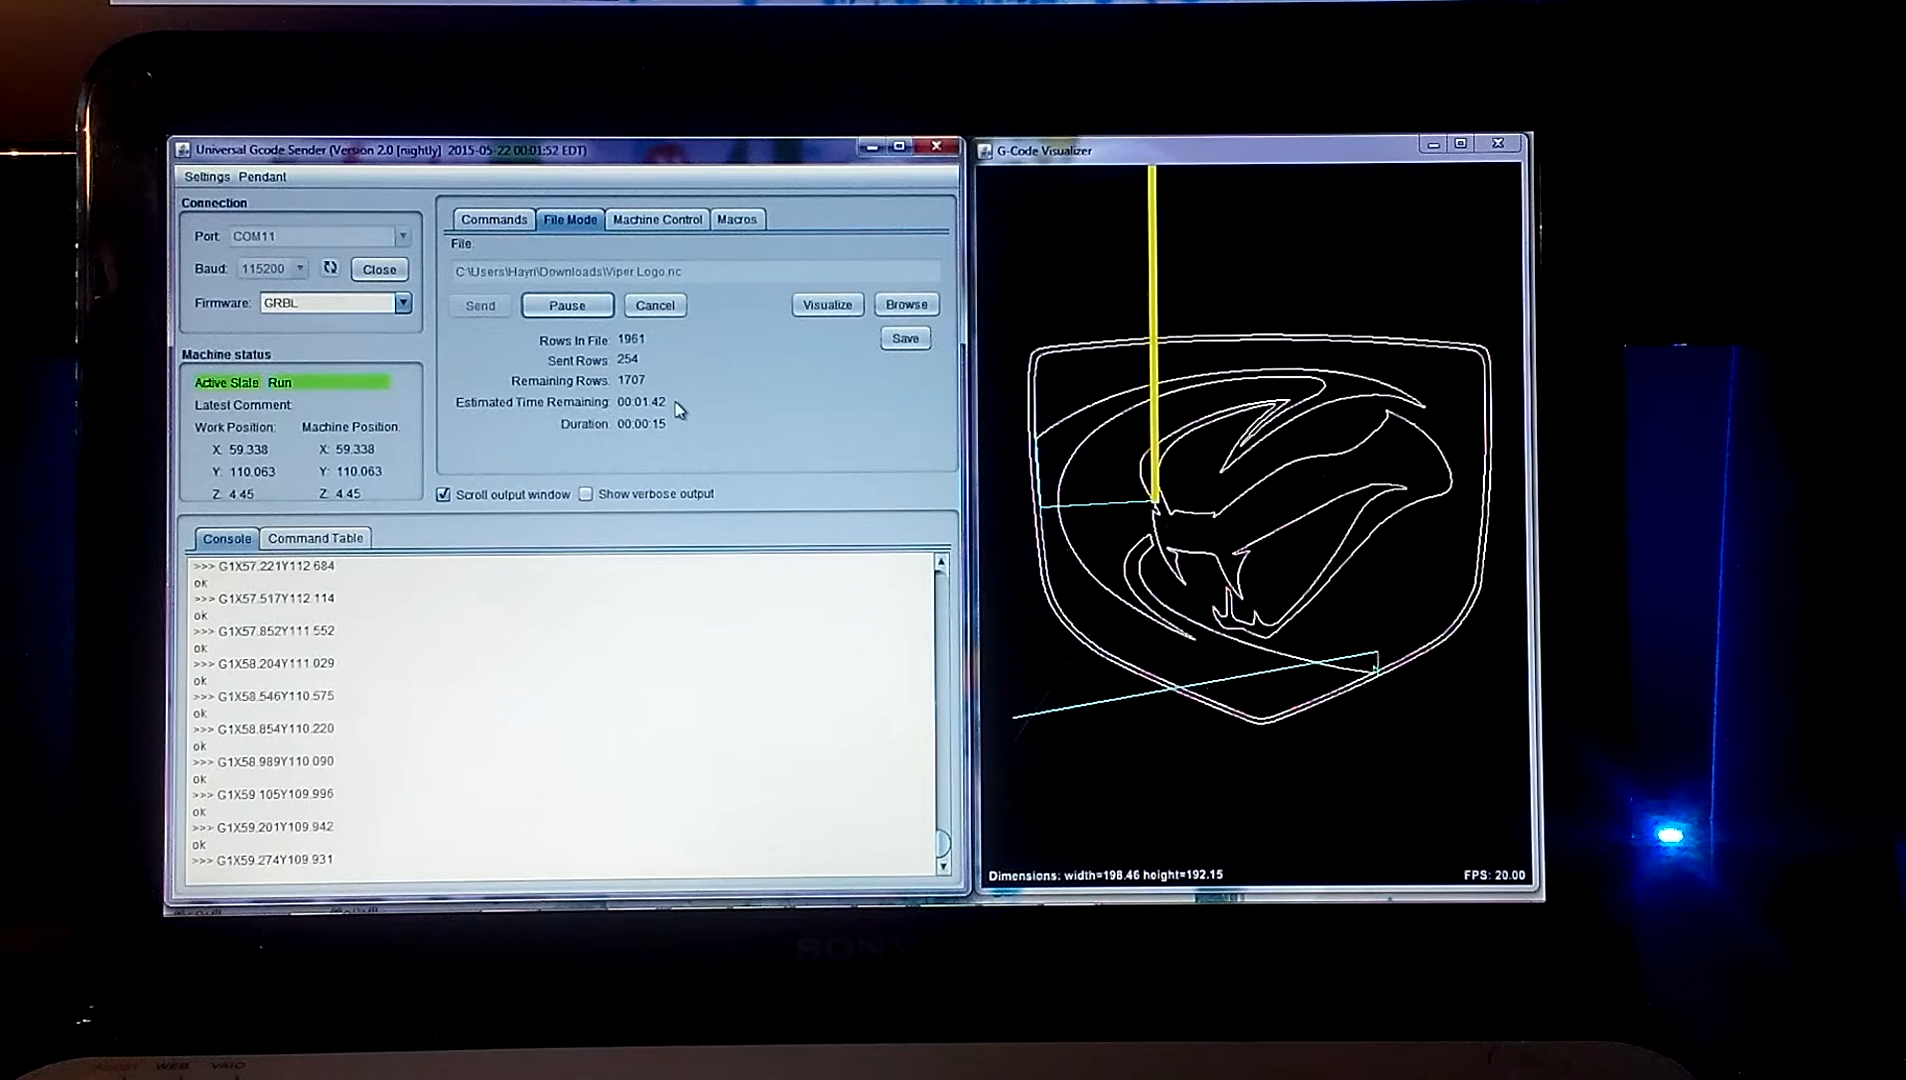 Universal Gcode Sender (Version 2.0 [nightly] 2015-05-22 00:01:52 EDT)
Settings Pendant
Connection
Port: COM11
Baud: 115200 Close
Firmware: GRBL
Machine status
Active State: Run
Latest Comment:
Work Position: Machine Position:
X: 59.338 X: 59.338
Y: 110.063 Y: 110.063
Z: 4.45 Z: 4.45
Commands File Mode Machine Control Macros
File:
C:\Users\Hayri\Downloads\Viper Logo.nc
Send Pause Cancel Visualize Browse
Save
Rows In File: 1961
Sent Rows: 254
Remaining Rows: 1707
Estimated Time Remaining: 00:01:42
Duration: 00:00:15
Scroll output window Show verbose output
Console Command Table
>>> G1X57.221Y112.684
ok
>>> G1X57.517Y112.114
ok
>>> G1X57.852Y111.552
ok
>>> G1X58.204Y111.029
ok
>>> G1X58.546Y110.575
ok
>>> G1X58.854Y110.220
ok
>>> G1X58.989Y110.090
ok
>>> G1X59.105Y109.996
ok
>>> G1X59.201Y109.942
ok
>>> G1X59.274Y109.931
G-Code Visualizer
Dimensions: width=198.46 height=192.15
FPS: 20.00
SONY
WEB VAIO